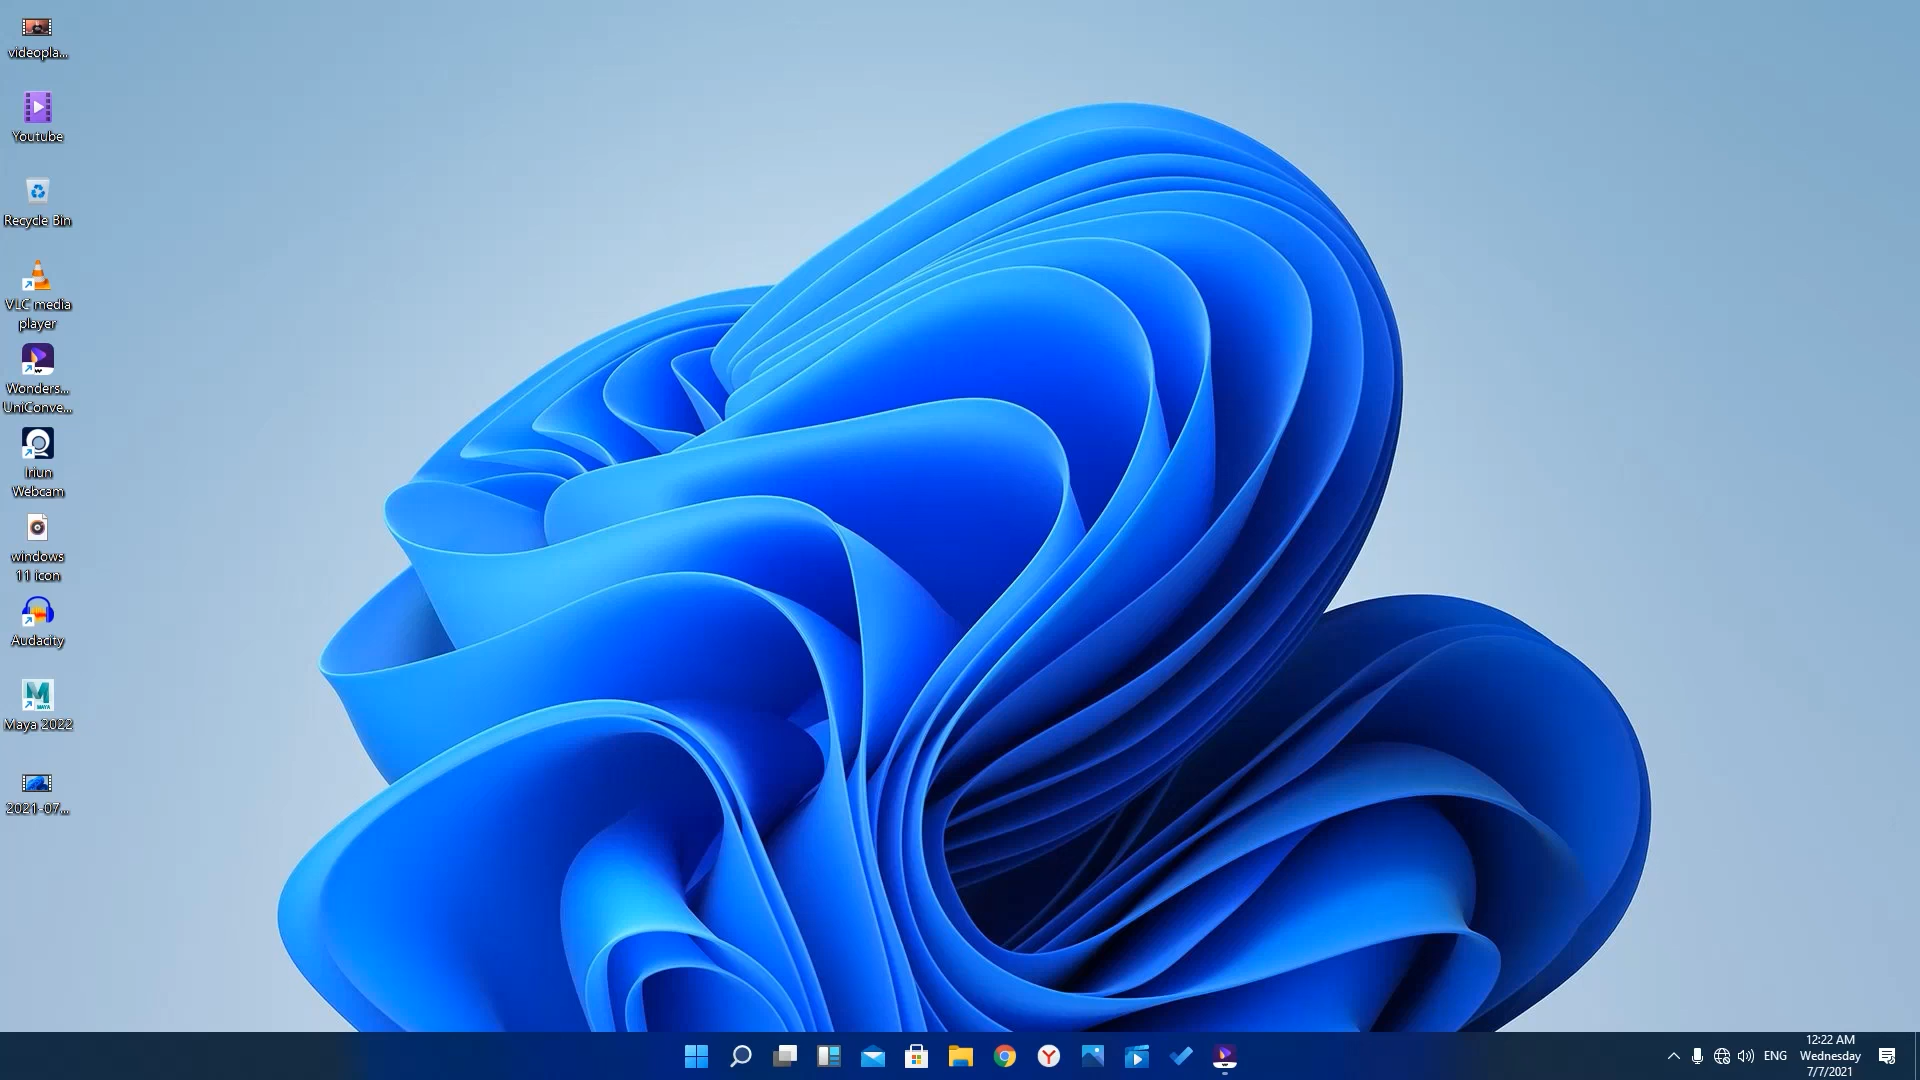 videopla...
Youtube
Recycle Bin
VLC media
player
Wonders...
UniConve...
Iriun
Webcam
windows
11 icon
Audacity
MAYA
Maya 2022
2021-07...
ENG
12:22 AM
Wednesday
7/7/2021